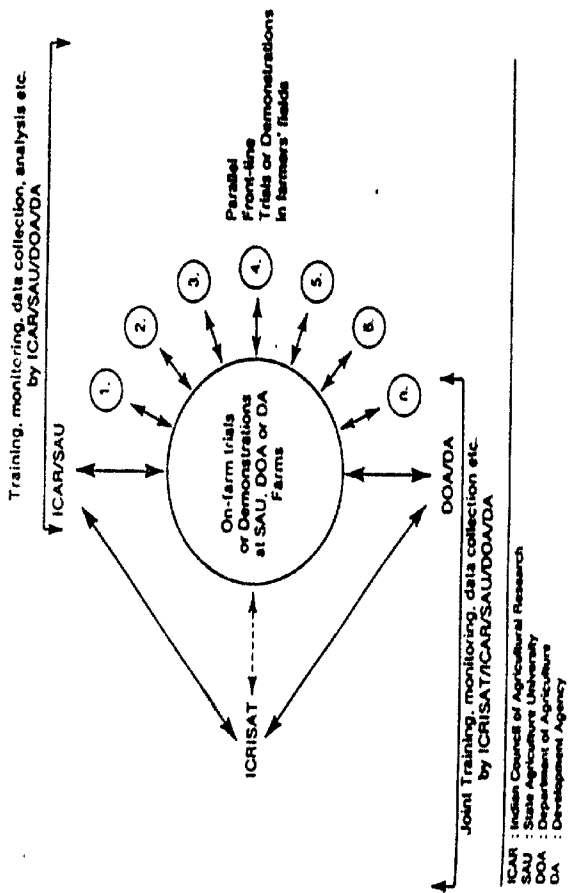 Training, monitoring, data collection, analysis etc.
by ICAR/SAU/DOA/DA
ICAR/SAU
1.
2.
3.
4.
5.
6.
n.
Parallel
Front-line
Trials or Demonstrations
in farmers' fields
On-farm trials
or Demonstrations
at SAU, DOA or DA
Farms
ICRISAT
DOA/DA
Joint Training, monitoring, data collection etc.
by ICRISAT/ICAR/SAU/DOA/DA
ICAR : Indian Council of Agricultural Research
SAU : State Agriculture University
DOA : Department of Agriculture
DA : Development Agency